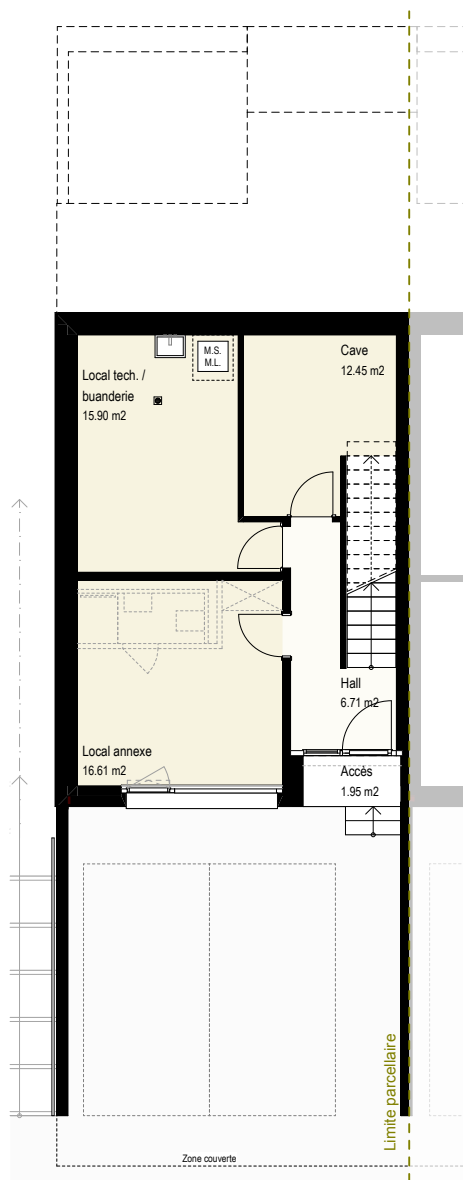 M.S.
M.L.
Cave
12.45 m2
Local tech. /
buanderie
15.90 m2
Hall
6.71 m2
Local annexe
16.61 m2
Accès
1.95 m2
Limite parcellaire
Zone couverte